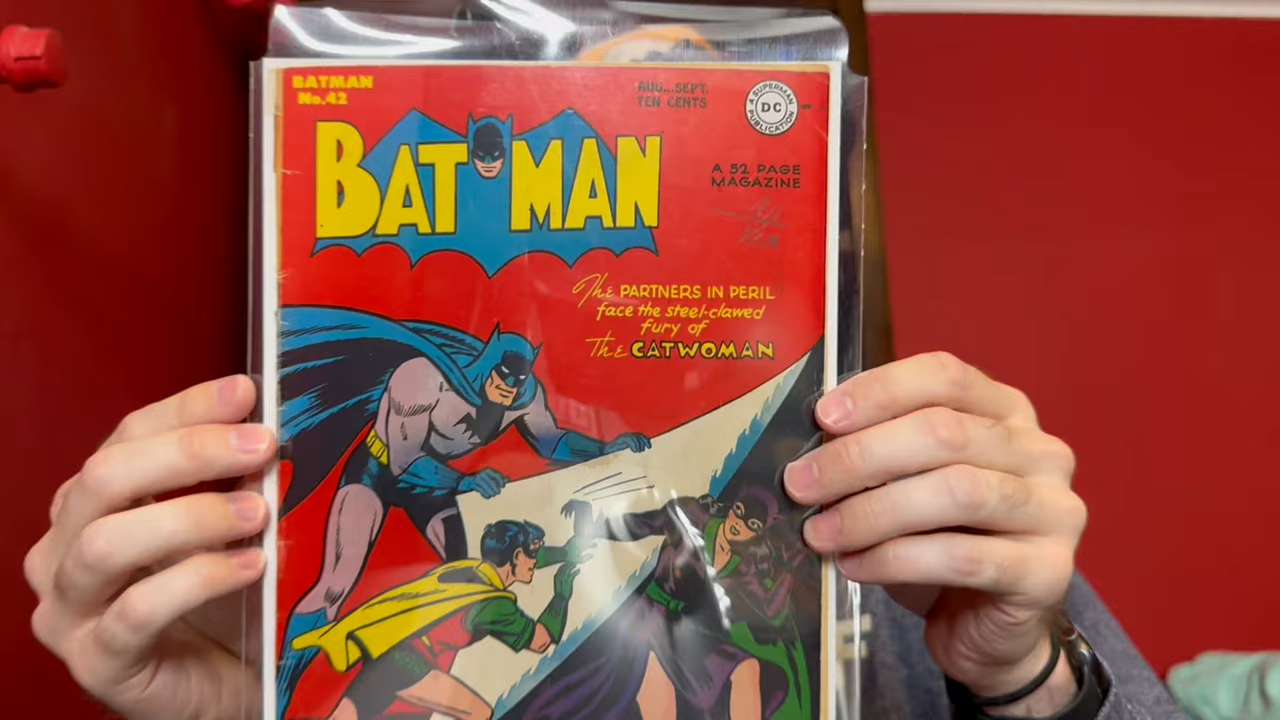 BATMAN
No.42
AUG...SEPT.
TEN CENTS
A SUPERMAN
DC
PUBLICATION
BATMAN
A 52 PAGE
MAGAZINE
The PARTNERS IN PERIL
face the steel-clawed
fury of
The CATWOMAN